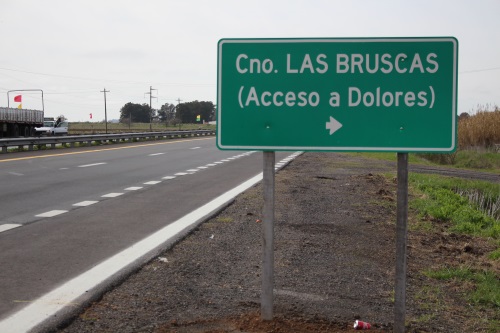 Cno. LAS BRUSCAS
(Acceso a Dolores)